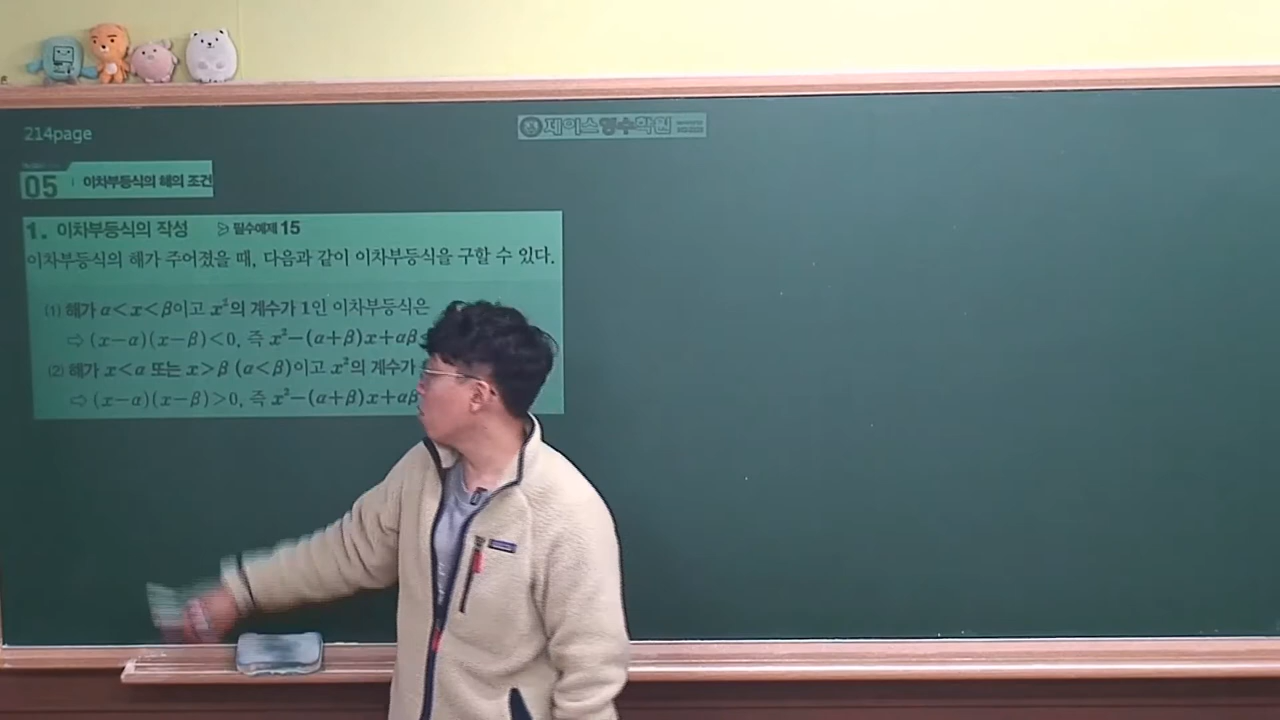 214page
제이스영수학원
05 이차부등식의 해의 조건
1. 이차부등식의 작성 ▷ 필수예제 15
이차부등식의 해가 주어졌을 때, 다음과 같이 이차부등식을 구할 수 있다.
(1) 해가 α<x<β이고 x²의 계수가 1인 이차부등식은
⇨ (x−α)(x−β)<0, 즉 x²−(α+β)x+αβ<
(2) 해가 x<α 또는 x>β (α<β)이고 x²의 계수가
⇨ (x−α)(x−β)>0, 즉 x²−(α+β)x+αβ